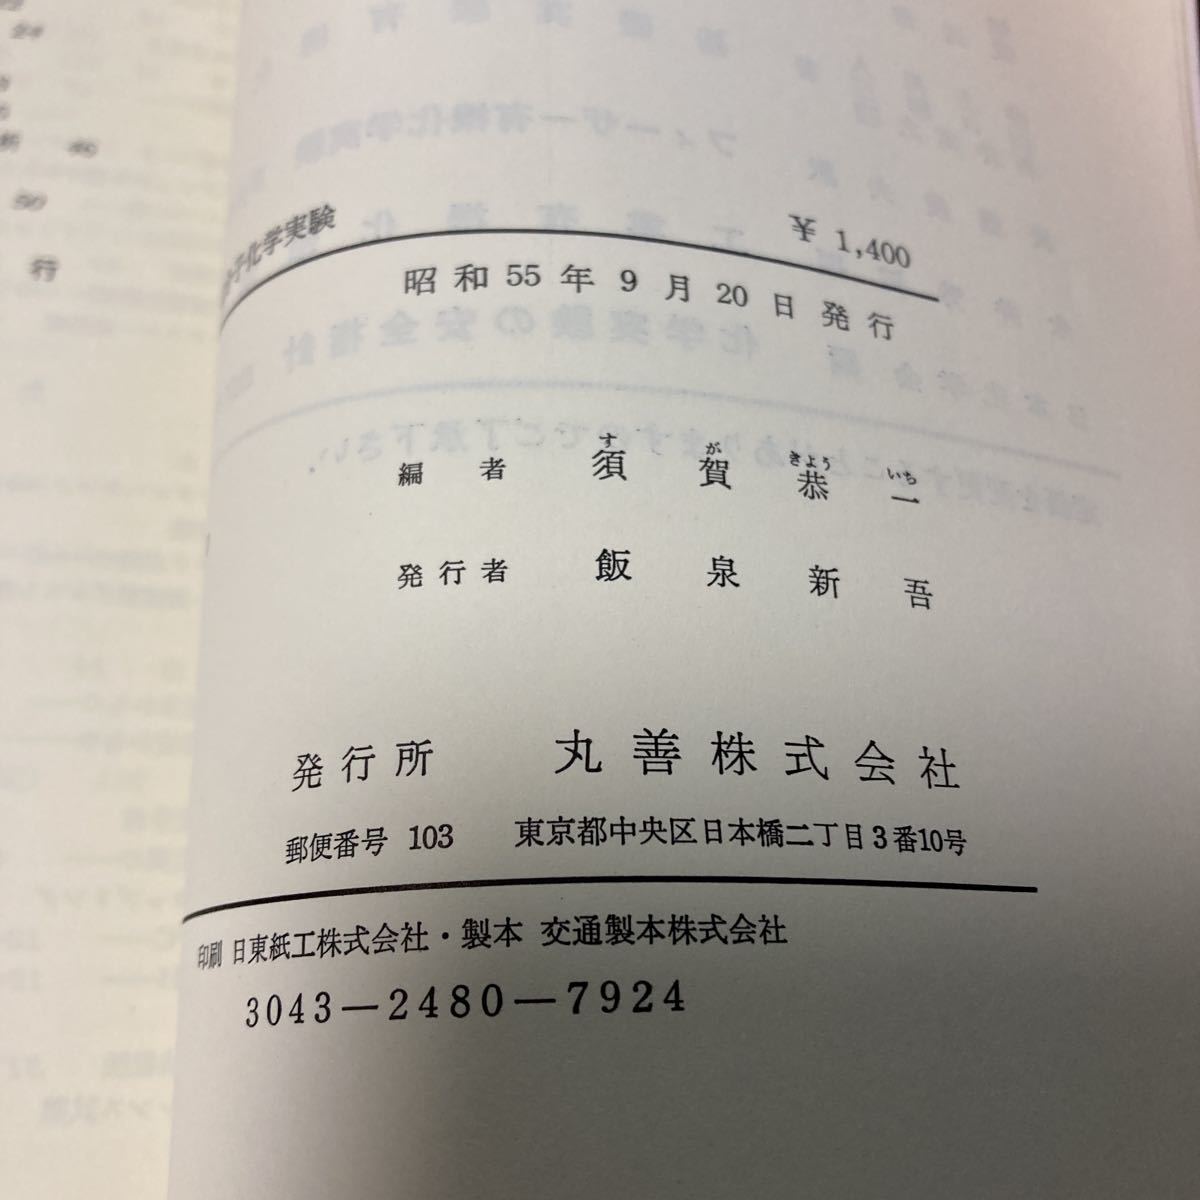 子化学実験
¥ 1,400
昭和55年9月20日発行
編者 須賀恭一
す が きよう いち
発行者 飯泉新吾
発行所 丸善株式会社
郵便番号 103 東京都中央区日本橋二丁目3番10号
印刷 日東紙工株式会社・製本 交通製本株式会社
3043—2480—7924
24
50
行